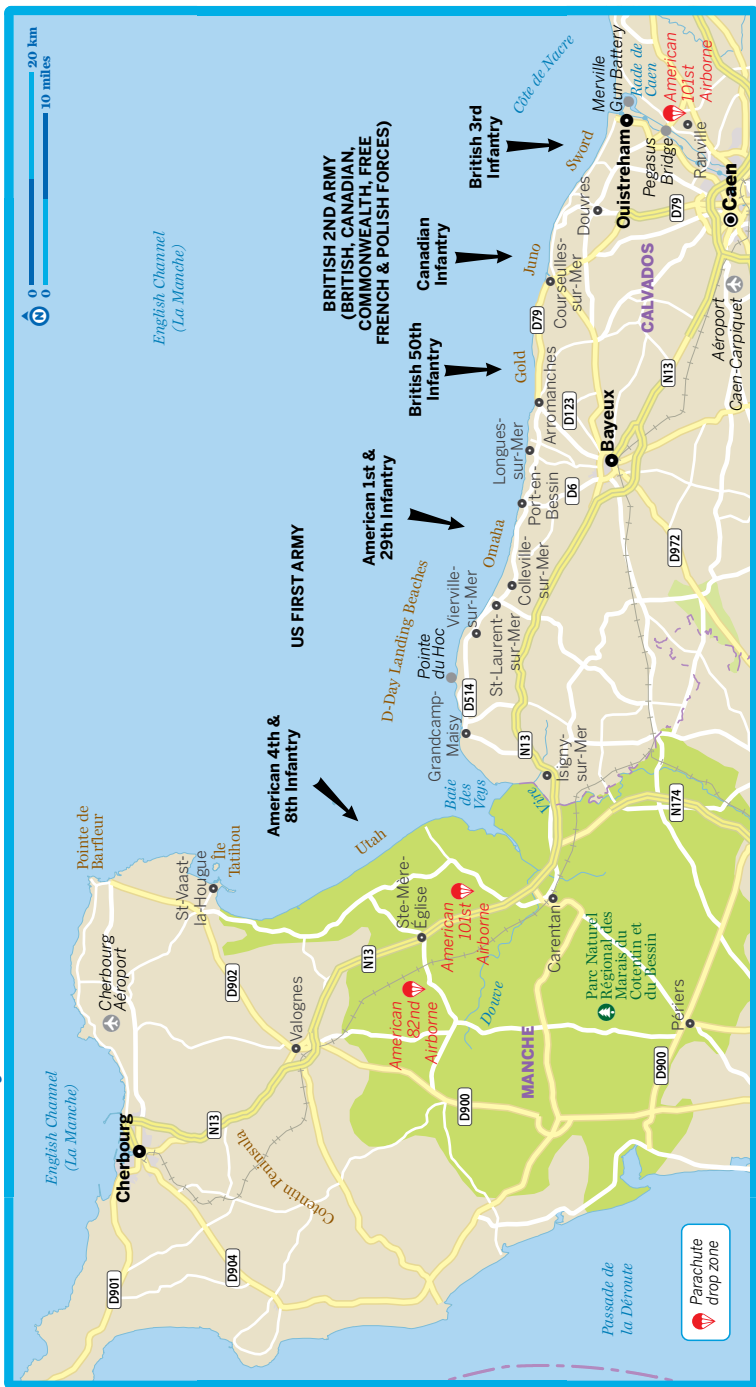 English Channel
(La Manche)
Cherbourg
Cherbourg
Aéroport
Pointe de
Barfleur
St-Vaast-
la-Hougue
Île
Tatihou
D901
N13
D902
D904
Cotentin Peninsula
Valognes
N13
American
82nd
Airborne
Ste-Mère-
Église
American
101st
Airborne
Utah
American 4th &
8th Infantry
US FIRST ARMY
D-Day Landing Beaches
D900
Douve
MANCHE
Carentan
Parc Naturel
Régional des
Marais du
Cotentin et
du Bessin
Périers
D900
Passade de
la Déroute
Parachute
drop zone
Baie
des
Veys
Grandcamp-
Maisy
D514
Pointe
du Hoc
Vierville-
sur-Mer
St-Laurent-
sur-Mer
Colleville-
sur-Mer
Omaha
American 1st &
29th Infantry
N13
Vire
Isigny-
sur-Mer
N174
Port-en-
Bessin
Longues-
sur-Mer
D6
Bayeux
D972
Arromanches
D123
Gold
British 50th
Infantry
BRITISH 2ND ARMY
(BRITISH, CANADIAN,
COMMONWEALTH, FREE
FRENCH & POLISH FORCES)
Canadian
Infantry
Juno
D79
Courseulles-
sur-Mer
CALVADOS
N13
British 3rd
Infantry
Sword
Côte de Nacre
Douvres
Ouistreham
Merville
Gun Battery
Rade de
Caen
Pegasus
Bridge
American
101st
Airborne
Ranville
D79
Caen
Aéroport
Caen-Carpiquet
English Channel
(La Manche)
N
0 20 km
0 10 miles